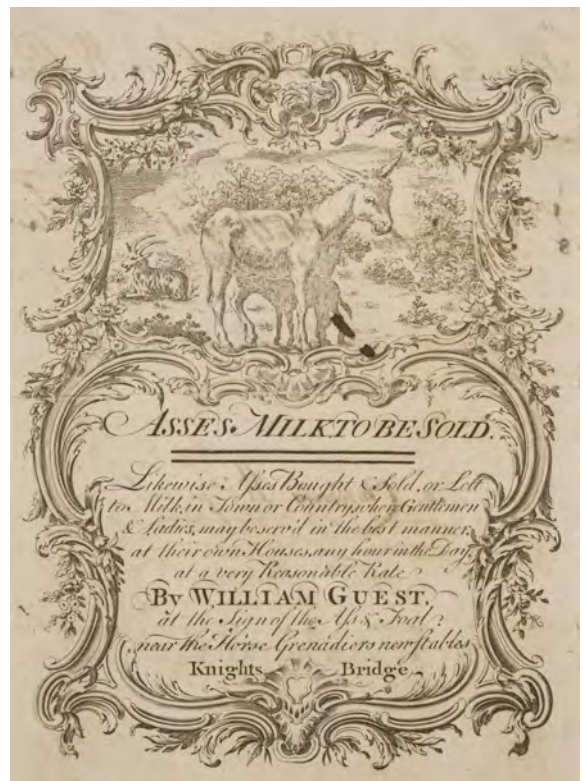 ASSES MILK TO BE SOLD.
Likewise Aſses Bought & Sold, or Lett
to Milk, in Town or Country, where Gentlemen
& Ladies, may be serv'd in the best manner,
at their own Houses, any hour in the Day,
at a very Reasonable Rate
By WILLIAM GUEST,
at the Sign of the Aſs & Foal
near the Horse Grenadiers new Stables
Knights Bridge